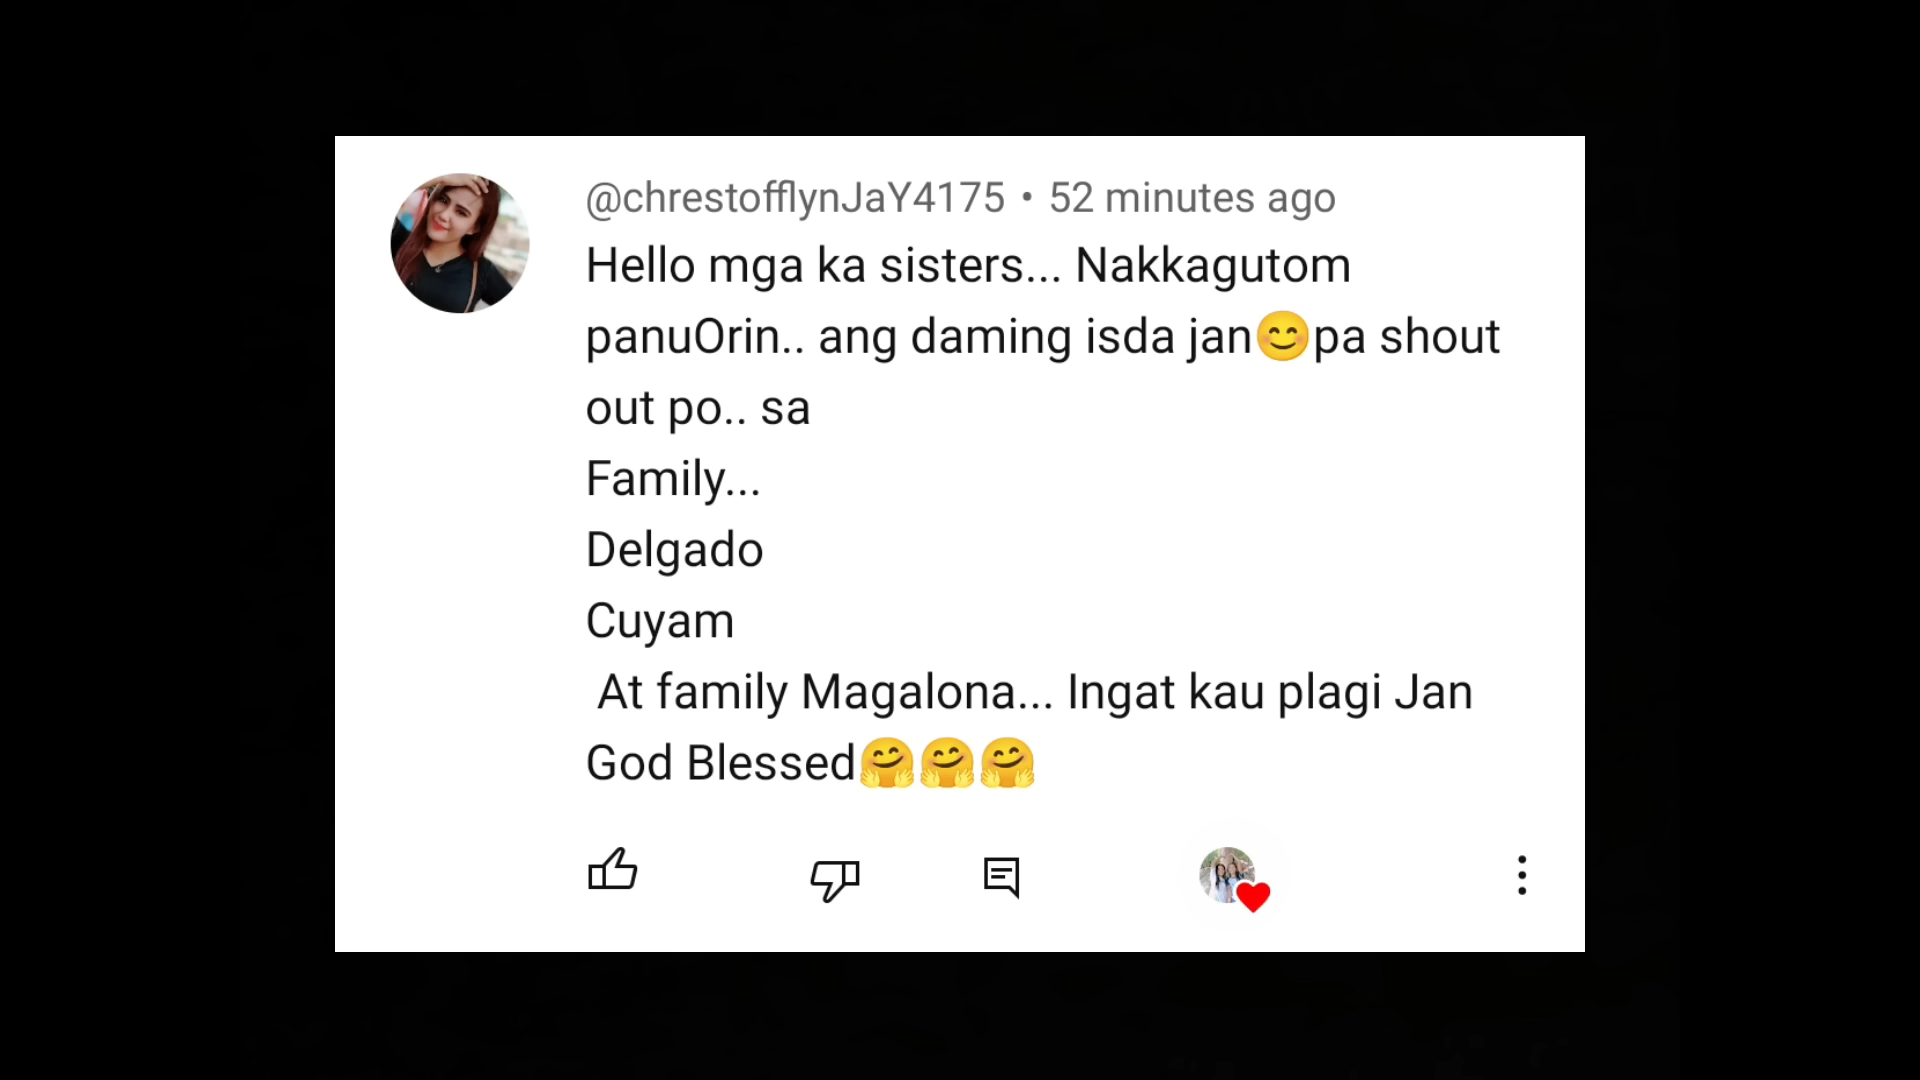 @chrestofflynJaY4175 • 52 minutes ago
Hello mga ka sisters... Nakkagutom
panuOrin.. ang daming isda jan😊pa shout
out po.. sa
Family...
Delgado
Cuyam
At family Magalona... Ingat kau plagi Jan
God Blessed🤗🤗🤗